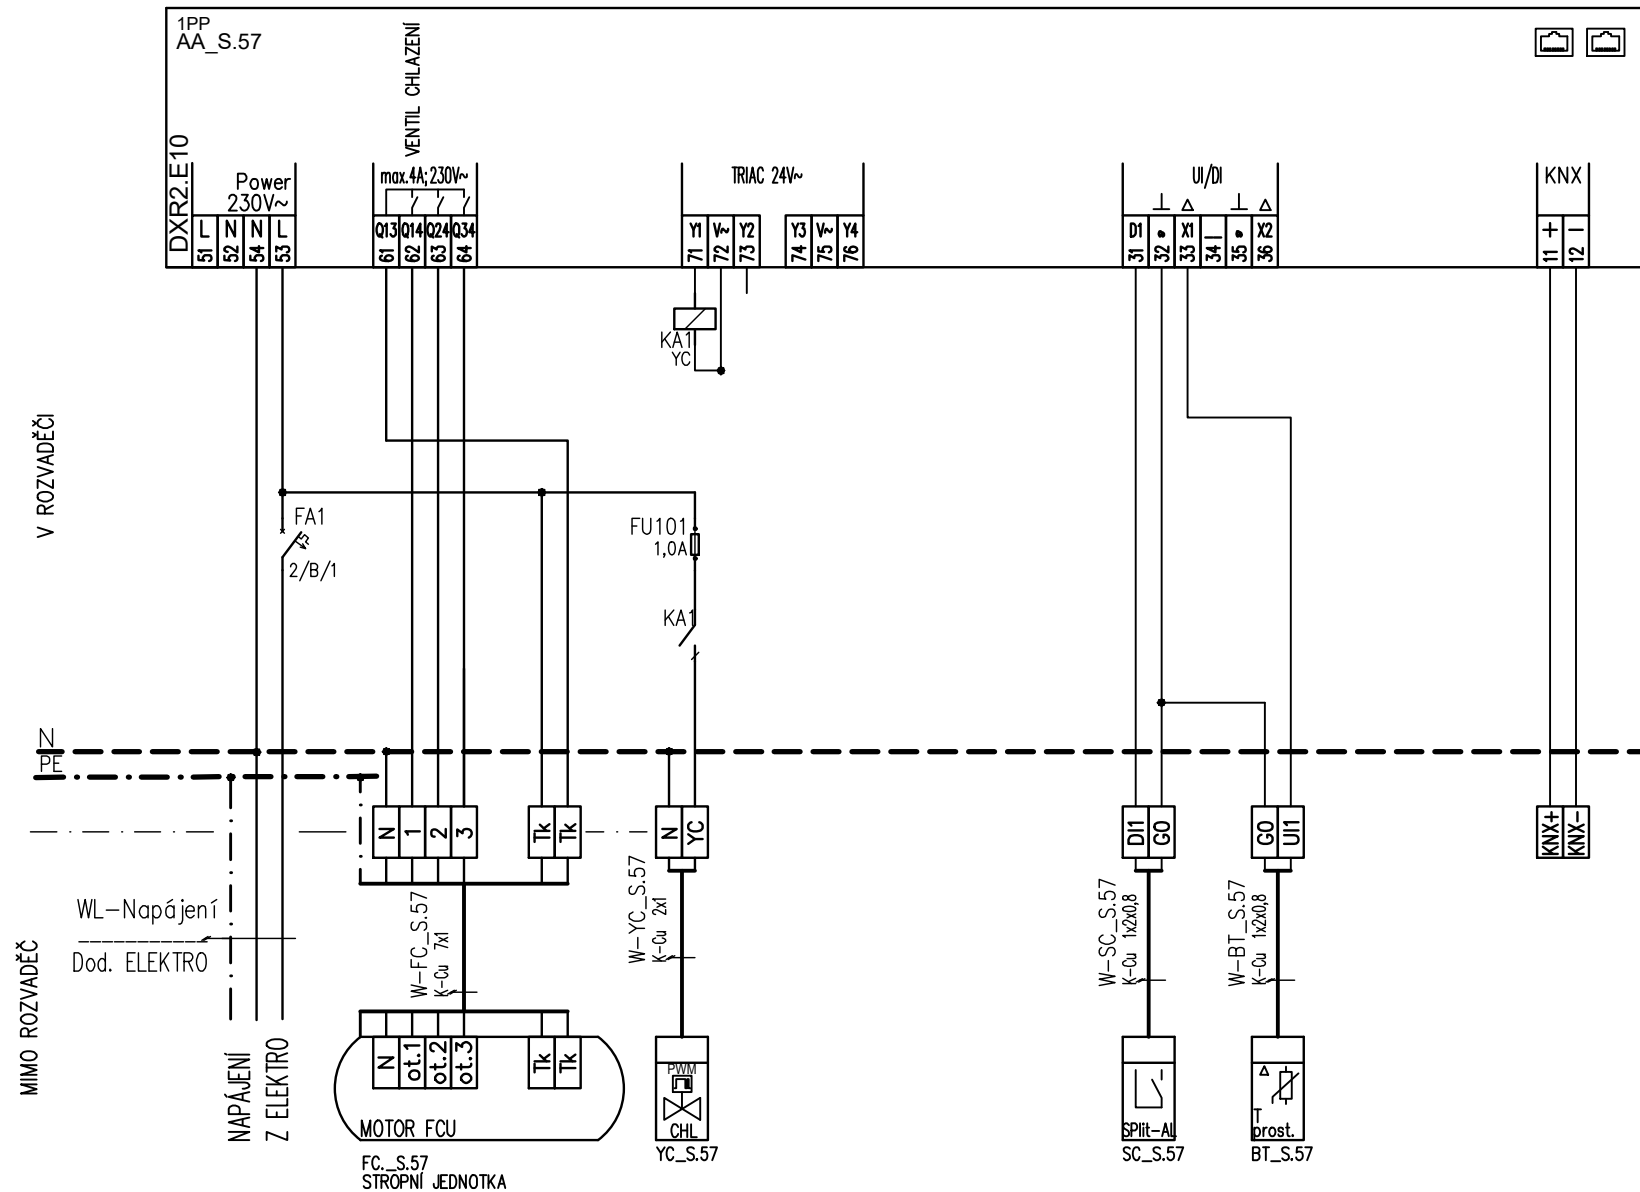 1PP
AA_S.57
VENTIL CHLAZENÍ
DXR2.E10
Power
230V~
max.4A;230V~
TRIAC 24V~
UI/DI
KNX
L N N L
51 52 54 53
Q13 Q14 Q24 Q34
61 62 63 64
Y1 V~ Y2
71 72 73
Y3 V~ Y4
74 75 76
D1 X1 X2
31 32 33 34 35 36
+ −
11 12
KA1
YC
V ROZVADĚČI
FA1
2/B/1
FU101
1,0A
KA1
N
PE
N 1 2 3
Tk Tk
N YC
DI1 G0
G0 UI1
KNX+ KNX-
WL-Napájení
Dod. ELEKTRO
W-FC_S.57
K-Cu 7x1
W-YC_S.57
K-Cu 2x1
W-SC_S.57
K-Cu 1x2x0,8
W-BT_S.57
K-Cu 1x2x0,8
MIMO ROZVADĚČ
NAPÁJENÍ
Z ELEKTRO
N ot.1 ot.2 ot.3
Tk Tk
MOTOR FCU
FC._S.57
STROPNÍ JEDNOTKA
PWM
CHL
YC_S.57
SPlit-AL
SC_S.57
T
prost.
BT_S.57